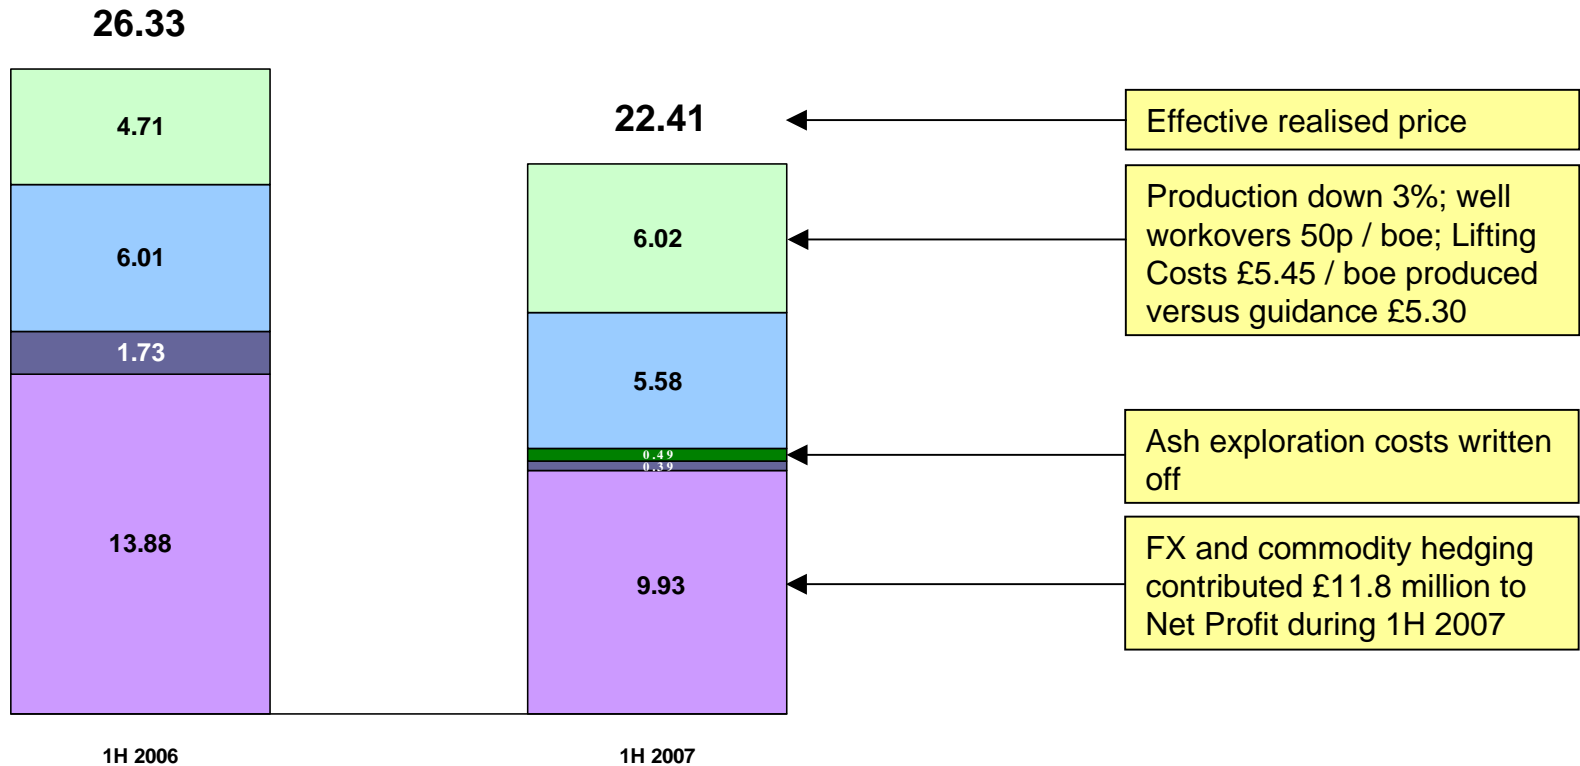 26.33
4.71
6.01
1.73
13.88
1H 2006
22.41
6.02
5.58
0.49
0.39
9.93
1H 2007
Effective realised price
Production down 3%; well
workovers 50p / boe; Lifting
Costs £5.45 / boe produced
versus guidance £5.30
Ash exploration costs written
off
FX and commodity hedging
contributed £11.8 million to
Net Profit during 1H 2007